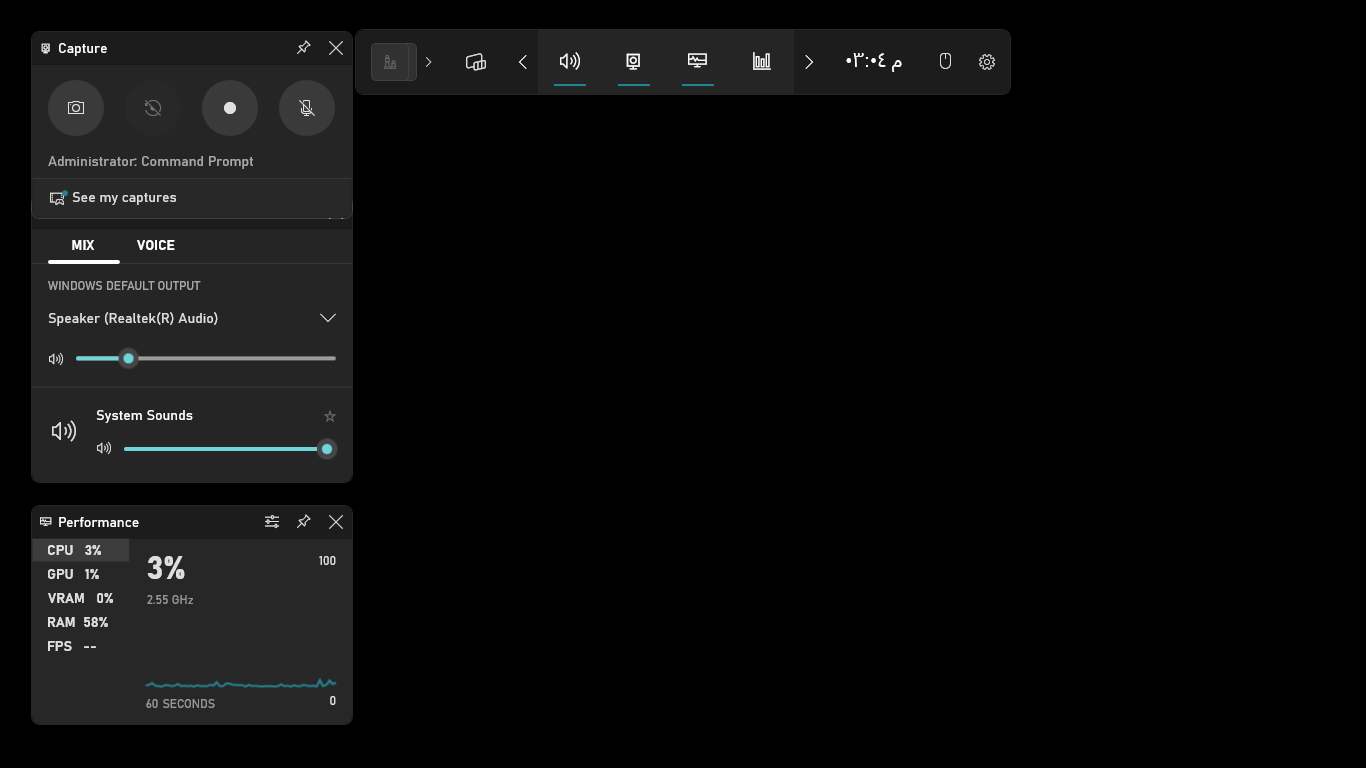 Capture
٠٣:٠٤ م
Administrator: Command Prompt
See my captures
MIX VOICE
WINDOWS DEFAULT OUTPUT
Speaker (Realtek(R) Audio)
System Sounds
Performance
CPU 3%
GPU 1%
VRAM 0%
RAM 58%
FPS --
3%
100
2.55 GHz
60 SECONDS
0